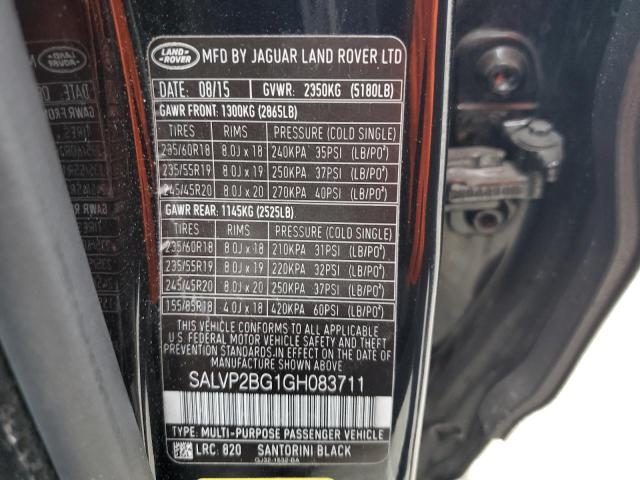 LAND ROVER
MFD BY JAGUAR LAND ROVER LTD
DATE: 08/15 GVWR: 2350KG (5180LB)
GAWR FRONT: 1300KG (2865LB)
TIRES RIMS PRESSURE (COLD SINGLE)
235/60R18 8.0J x 18 240KPA 35PSI (LB/PO²)
235/55R19 8.0J x 19 250KPA 37PSI (LB/PO²)
245/45R20 8.0J x 20 270KPA 40PSI (LB/PO²)
GAWR REAR: 1145KG (2525LB)
TIRES RIMS PRESSURE (COLD SINGLE)
235/60R18 8.0J x 18 210KPA 31PSI (LB/PO²)
235/55R19 8.0J x 19 220KPA 32PSI (LB/PO²)
245/45R20 8.0J x 20 250KPA 37PSI (LB/PO²)
155/85R18 4.0J x 18 420KPA 60PSI (LB/PO²)
THIS VEHICLE CONFORMS TO ALL APPLICABLE
U.S FEDERAL MOTOR VEHICLE SAFETY AND THEFT
PREVENTION STANDARDS IN EFFECT ON THE DATE
OF MANUFACTURE SHOWN ABOVE.
SALVP2BG1GH083711
TYPE: MULTI-PURPOSE PASSENGER VEHICLE
LRC: 820 SANTORINI BLACK
GJ32-1532-DA